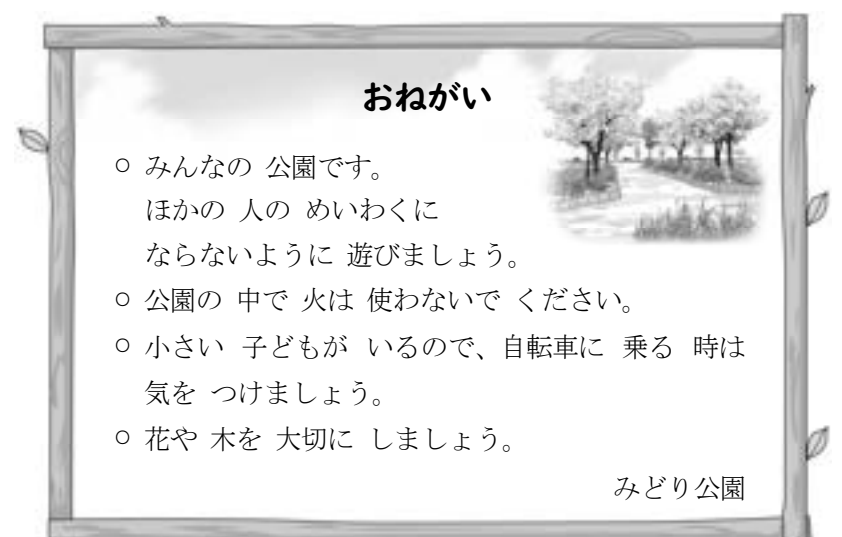 おねがい
○ みんなの 公園です。
ほかの 人の めいわくに
ならないように 遊びましょう。
○ 公園の 中で 火は 使わないで ください。
○ 小さい 子どもが いるので、自転車に 乗る 時は
気を つけましょう。
○ 花や 木を 大切に しましょう。
みどり公園